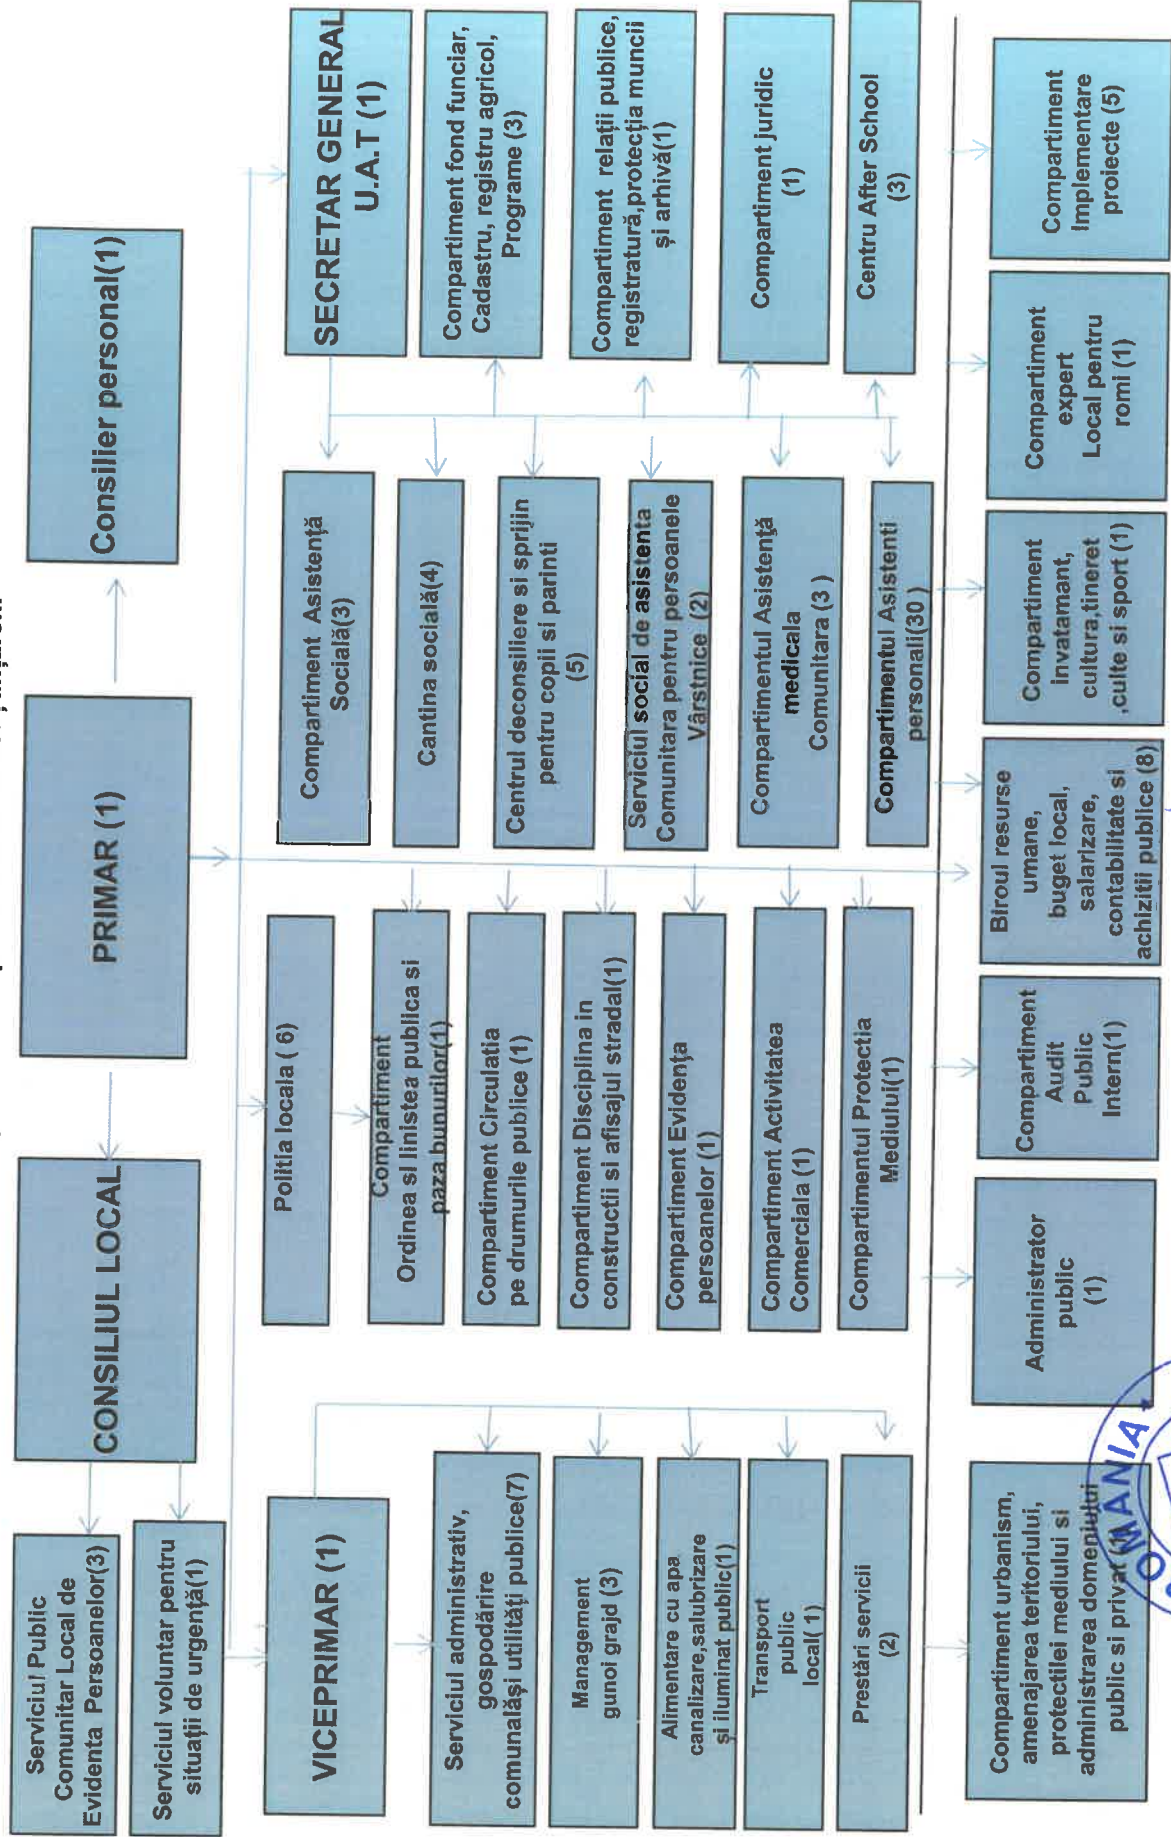 PRIMAR (1)
Consilier personal(1)
CONSILIUL LOCAL
Serviciul Public
Comunitar Local de
Evidenta Persoanelor(3)
Serviciul voluntar pentru
situații de urgență(1)
VICEPRIMAR (1)
Serviciul administrativ,
gospodărire
comunalăși utilități publice(7)
Management
gunoi grajd (3)
Alimentare cu apa
canalizare,salubrizare
și iluminat public(1)
Transport
public
local( 1)
Prestări servicii
(2)
Politia locala ( 6)
Compartiment
Ordinea si linistea publica si
paza bunurilor(1)
Compartiment Circulatia
pe drumurile publice (1)
Compartiment Disciplina in
constructii si afisajul stradal(1)
Compartiment Evidența
persoanelor (1)
Compartiment Activitatea
Comerciala (1)
Compartimentul Protectia
Mediului(1)
Compartiment Asistență
Socială(3)
Cantina socială(4)
Centrul deconsiliere si sprijin
pentru copii si parinti
(5)
Serviciul social de asistenta
Comunitara pentru persoanele
Vârstnice (2)
Compartimentul Asistență
medicala
Comunitara (3 )
Compartimentul Asistenti
personali(30 )
SECRETAR GENERAL
U.A.T (1)
Compartiment fond funciar,
Cadastru, registru agricol,
Programe (3)
Compartiment relații publice,
registratură,protecția muncii
și arhivă(1)
Compartiment juridic
(1)
Centru After School
(3)
Compartiment urbanism,
amenajarea teritoriului,
protectiei mediului si
administrarea domeniului
public si privat
Administrator
public
(1)
Compartiment
Audit
Public
Intern(1)
Biroul resurse
umane,
buget local,
salarizare,
contabilitate si
achizitii publice (8)
Compartiment
invatamant,
cultura,tineret
,culte si sport (1)
Compartiment
expert
Local pentru
romi (1)
Compartiment
Implementare
proiecte (5)